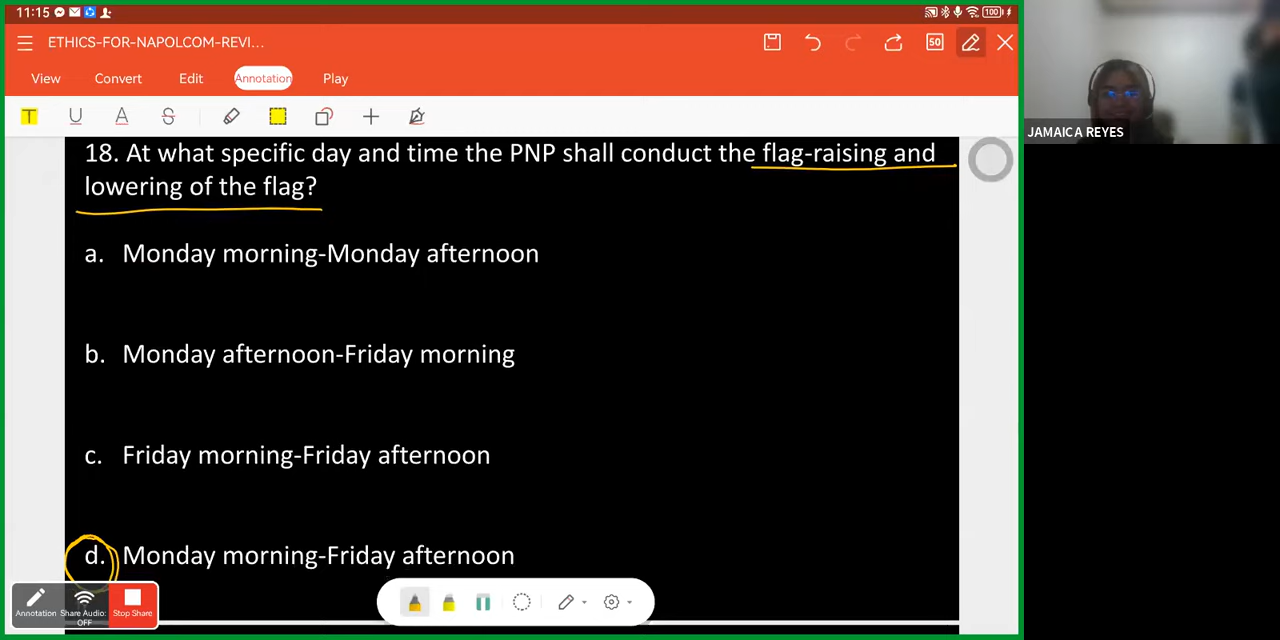 11:15
100
ETHICS-FOR-NAPOLCOM-REVI...
50
View Convert Edit Annotation Play
T U A S
JAMAICA REYES
18. At what specific day and time the PNP shall conduct the flag-raising and
lowering of the flag?
a. Monday morning-Monday afternoon
b. Monday afternoon-Friday morning
c. Friday morning-Friday afternoon
d. Monday morning-Friday afternoon
Annotation Share Audio: OFF Stop Share